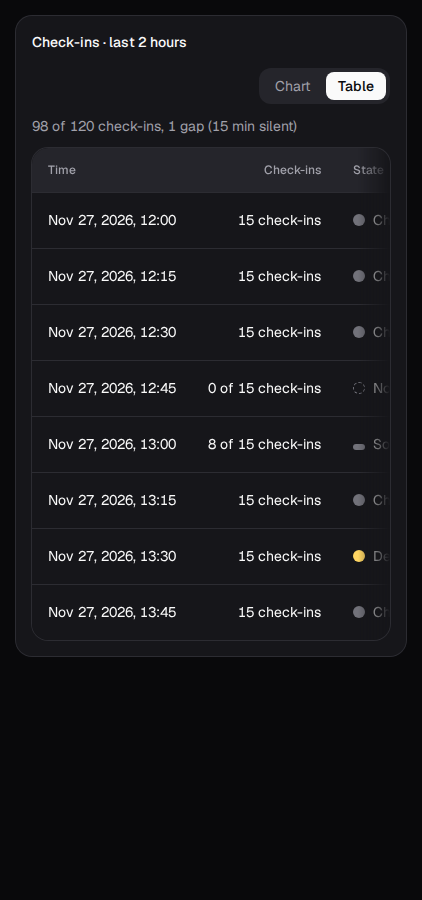 Check-ins · last 2 hours
Chart Table
98 of 120 check-ins, 1 gap (15 min silent)
Time Check-ins State
Nov 27, 2026, 12:00 15 check-ins
Nov 27, 2026, 12:15 15 check-ins
Nov 27, 2026, 12:30 15 check-ins
Nov 27, 2026, 12:45 0 of 15 check-ins
Nov 27, 2026, 13:00 8 of 15 check-ins
Nov 27, 2026, 13:15 15 check-ins
Nov 27, 2026, 13:30 15 check-ins
Nov 27, 2026, 13:45 15 check-ins